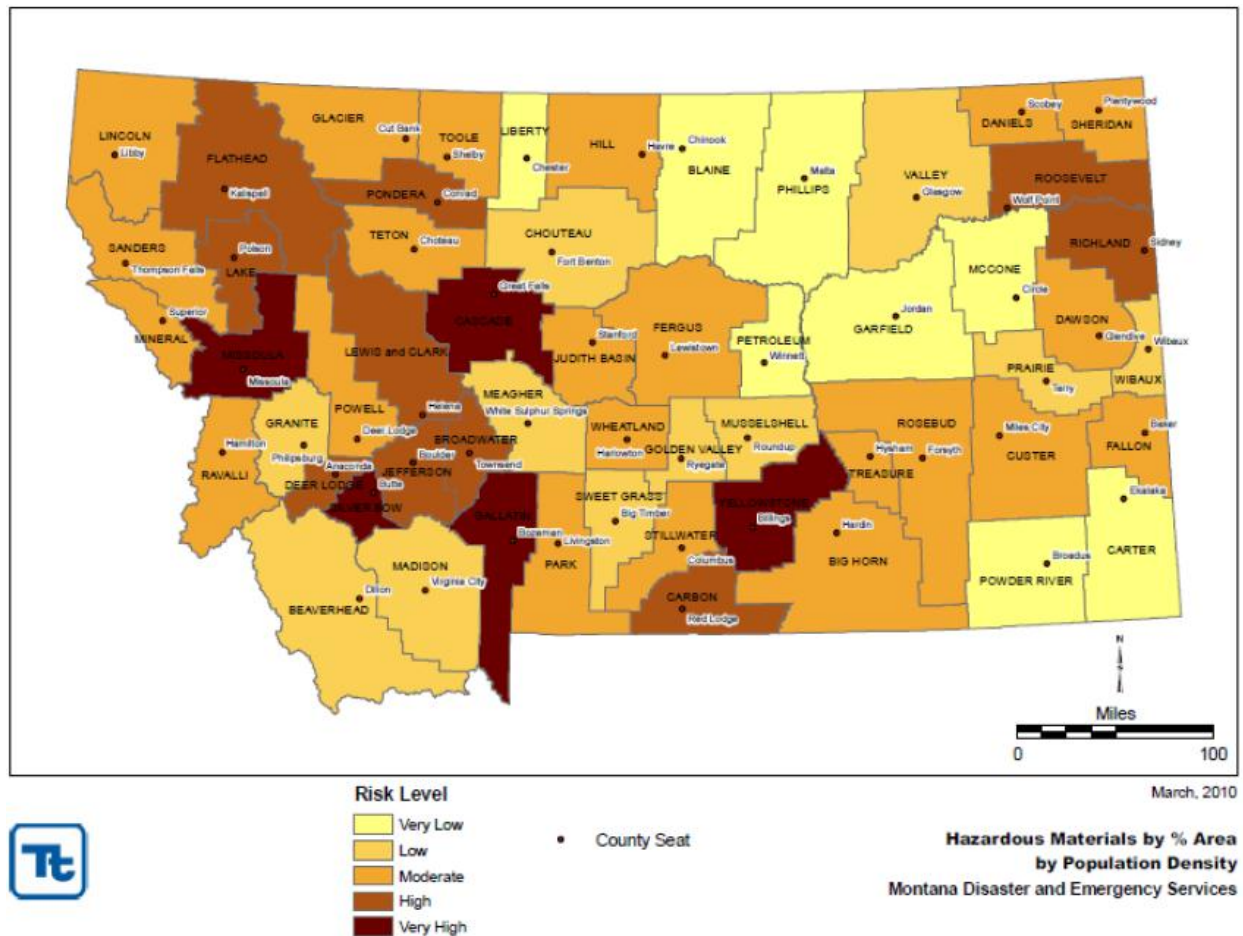 LINCOLN
Libby
FLATHEAD
Kalispell
GLACIER
Cut Bank
TOOLE
Shelby
LIBERTY
Chester
HILL
Havre
Chinook
BLAINE
Malta
PHILLIPS
VALLEY
Glasgow
Scobey
DANIELS
Plentywood
SHERIDAN
ROOSEVELT
Wolf Point
PONDERA
Conrad
TETON
Choteau
CHOUTEAU
Fort Benton
SANDERS
Thompson Falls
Polson
LAKE
RICHLAND
Sidney
MCCONE
Circle
Superior
MINERAL
MISSOULA
Missoula
Great Falls
CASCADE
LEWIS and CLARK
Helena
Stanford
JUDITH BASIN
FERGUS
Lewistown
PETROLEUM
Winnett
Jordan
GARFIELD
DAWSON
Glendive
Wibaux
WIBAUX
PRAIRIE
Terry
MEAGHER
White Sulphur Springs
POWELL
Deer Lodge
GRANITE
Philipsburg
Hamilton
RAVALLI
Anaconda
DEER LODGE
Butte
SILVER BOW
Boulder
JEFFERSON
BROADWATER
Townsend
WHEATLAND
Harlowton
GOLDEN VALLEY
Ryegate
MUSSELSHELL
Roundup
ROSEBUD
Forsyth
Hysham
TREASURE
Miles City
CUSTER
Baker
FALLON
Ekalaka
CARTER
Broadus
POWDER RIVER
GALLATIN
Bozeman
Livingston
PARK
SWEET GRASS
Big Timber
STILLWATER
Columbus
YELLOWSTONE
Billings
Hardin
BIG HORN
CARBON
Red Lodge
MADISON
Virginia City
Dillon
BEAVERHEAD
N
S
Miles
0 100
March, 2010
Risk Level
Very Low
Low
Moderate
High
Very High
County Seat
Tt
Hazardous Materials by % Area
by Population Density
Montana Disaster and Emergency Services